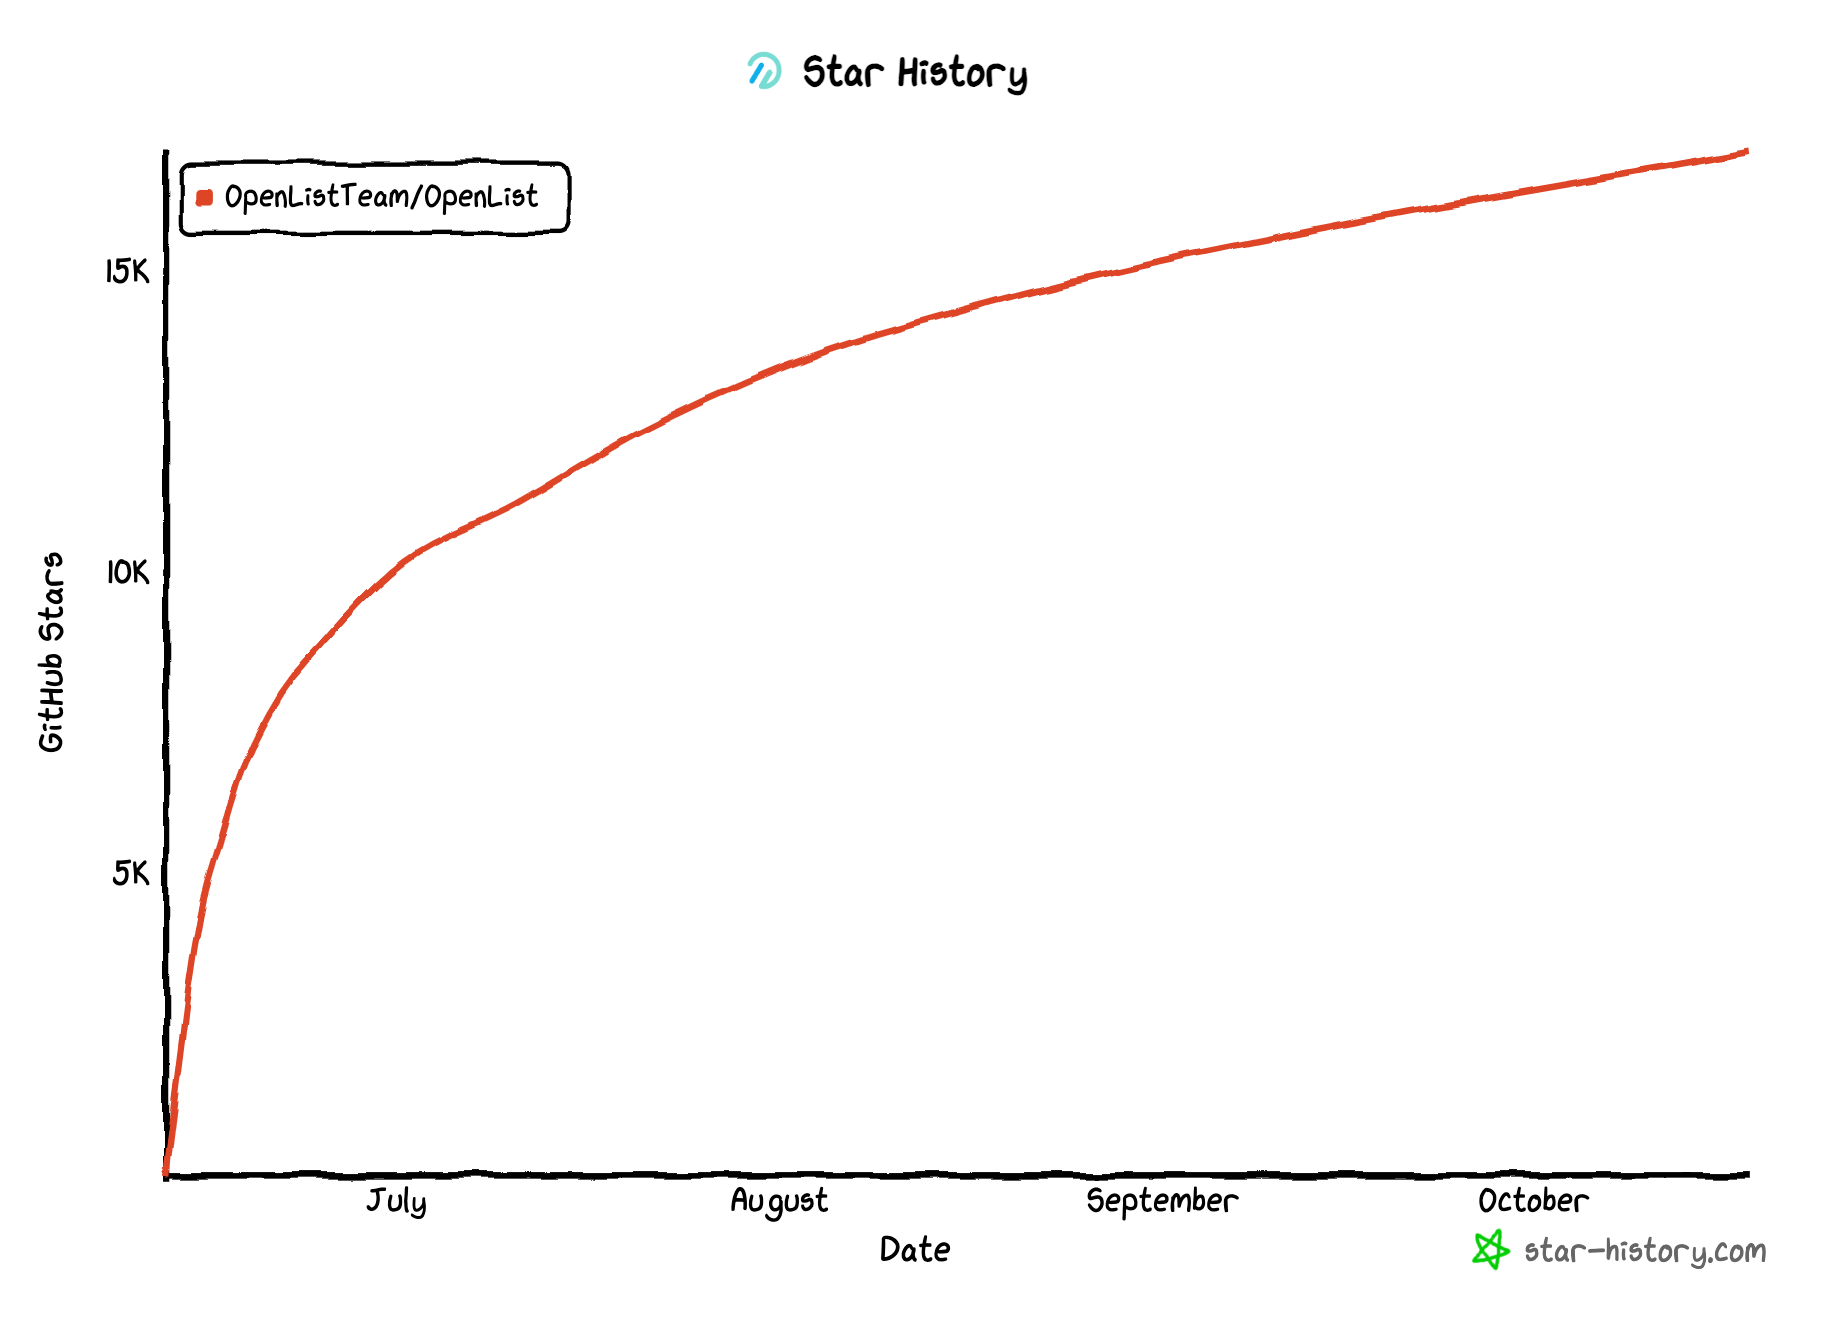 Star History
OpenListTeam/OpenList
15K
10K
5K
GitHub Stars
July August September October
Date
star-history.com